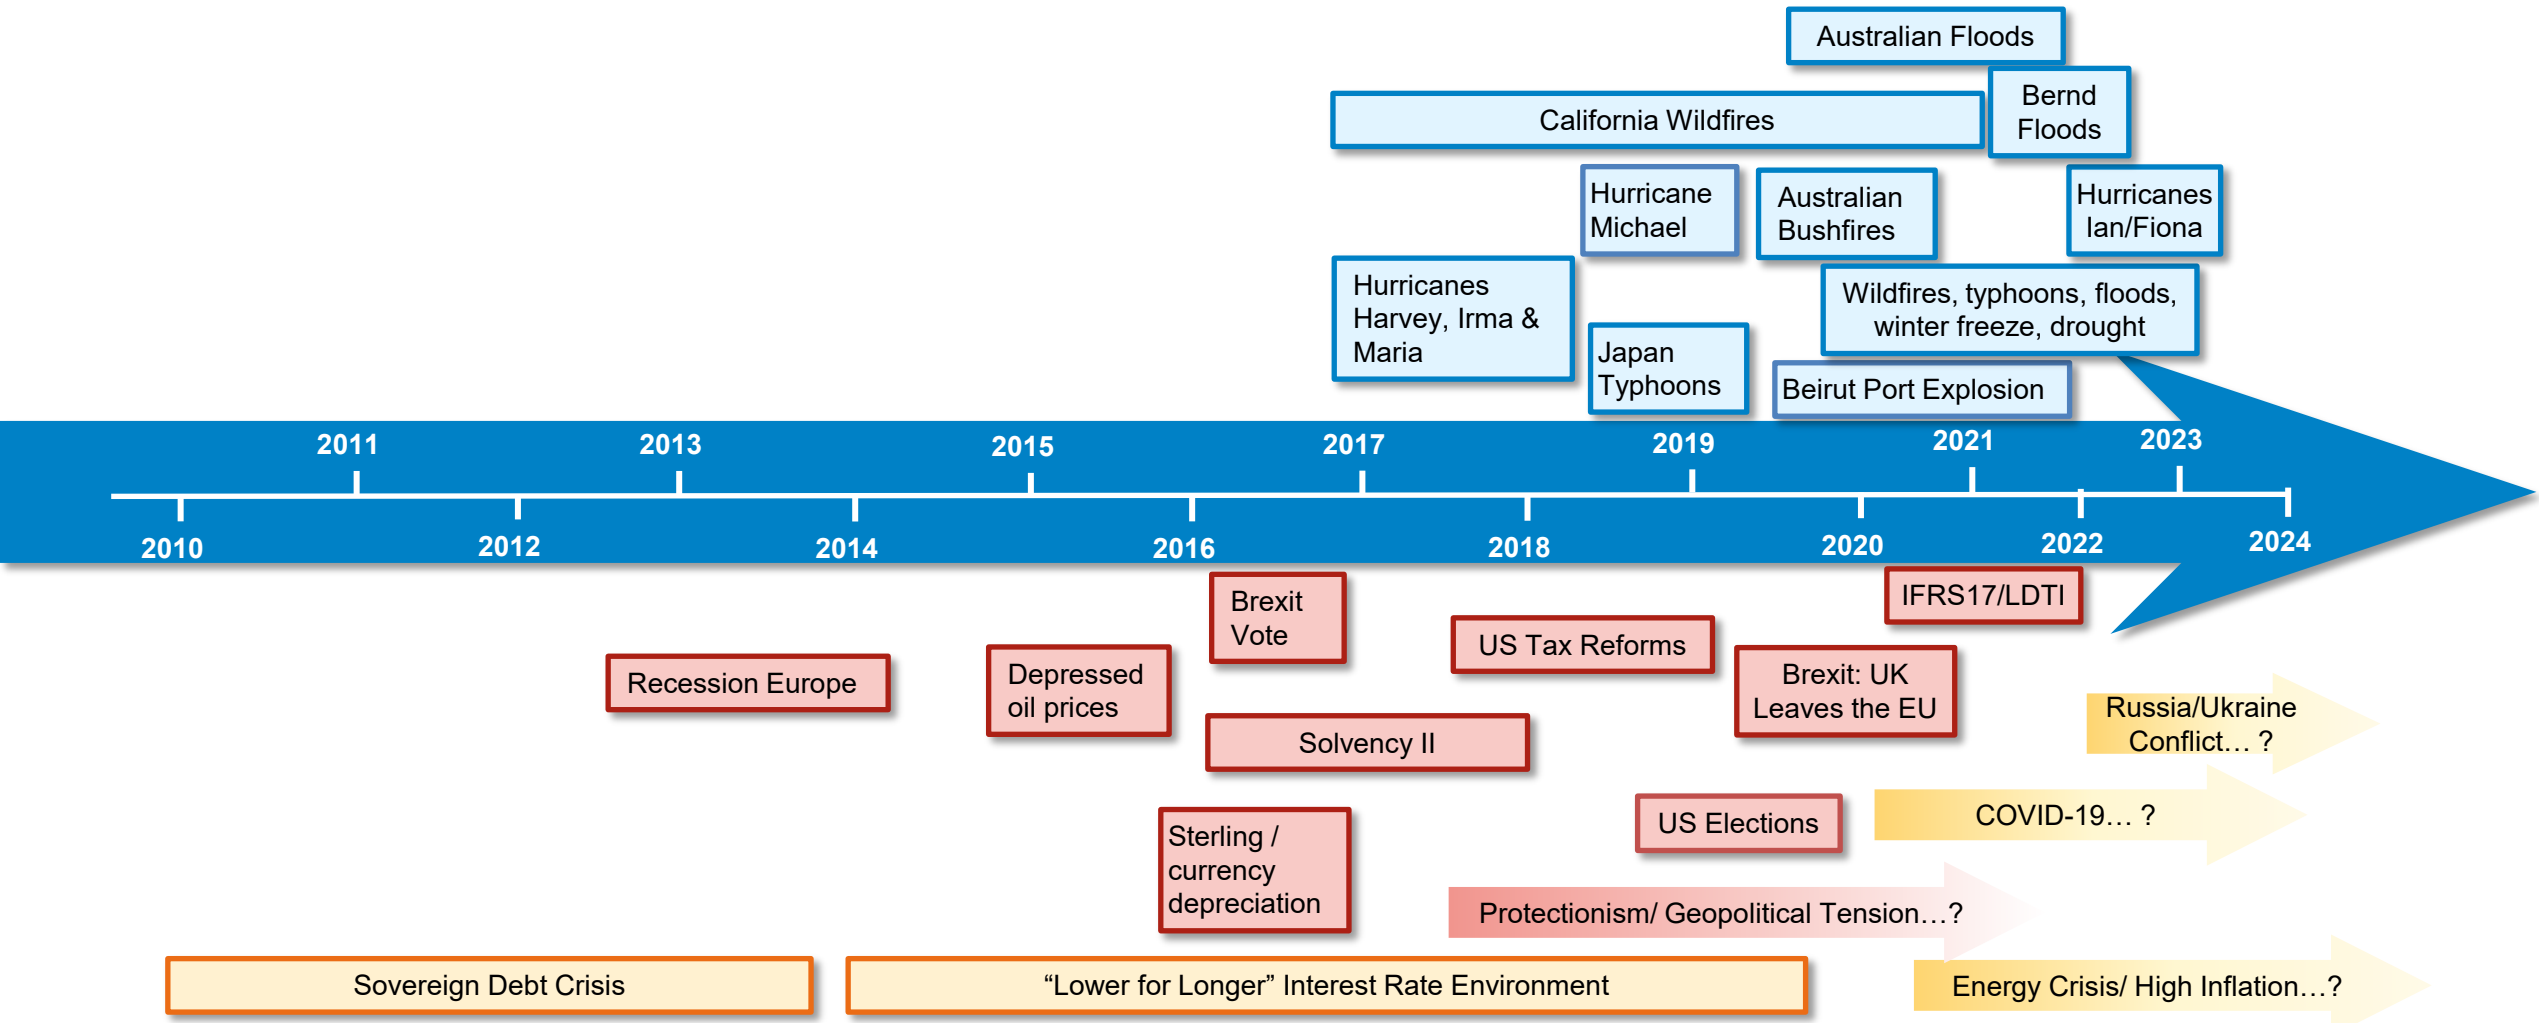 Australian Floods
Bernd
Floods
California Wildfires
Hurricane
Michael
Australian
Bushfires
Hurricanes
Ian/Fiona
Hurricanes
Harvey, Irma &
Maria
Wildfires, typhoons, floods,
winter freeze, drought
Japan
Typhoons
Beirut Port Explosion
2011
2013
2015
2017
2019
2021
2023
2010
2012
2014
2016
2018
2020
2022
2024
IFRS17/LDTI
Brexit
Vote
US Tax Reforms
Recession Europe
Depressed
oil prices
Brexit: UK
Leaves the EU
Russia/Ukraine
Conflict… ?
Solvency II
US Elections
COVID-19… ?
Sterling /
currency
depreciation
Protectionism/ Geopolitical Tension…?
Sovereign Debt Crisis
“Lower for Longer” Interest Rate Environment
Energy Crisis/ High Inflation…?